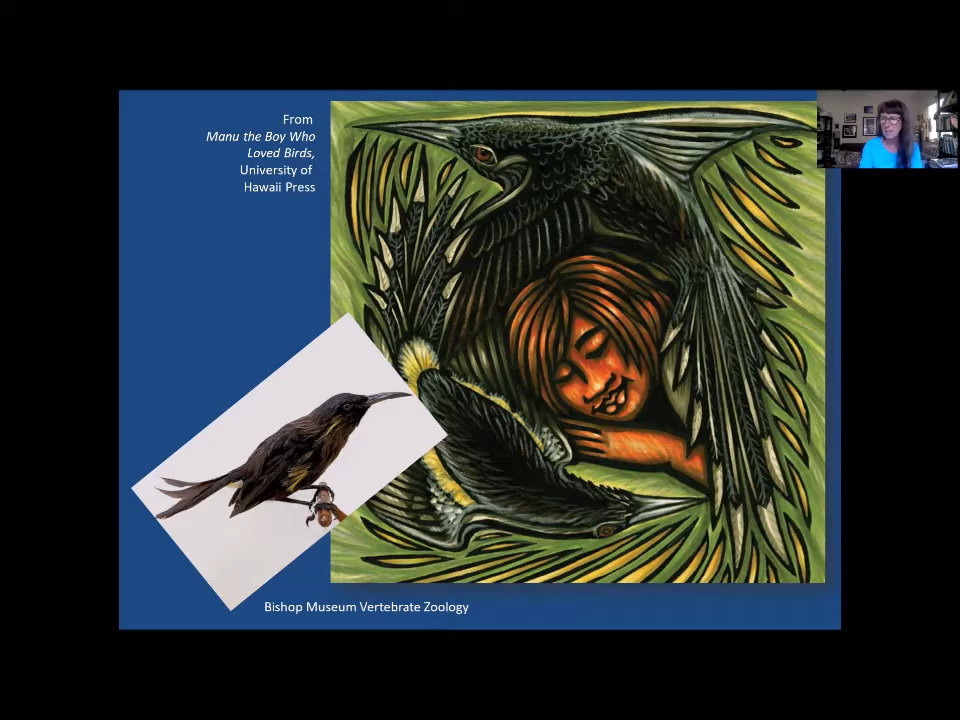 From
Manu the Boy Who
Loved Birds,
University of
Hawaii Press
Bishop Museum Vertebrate Zoology